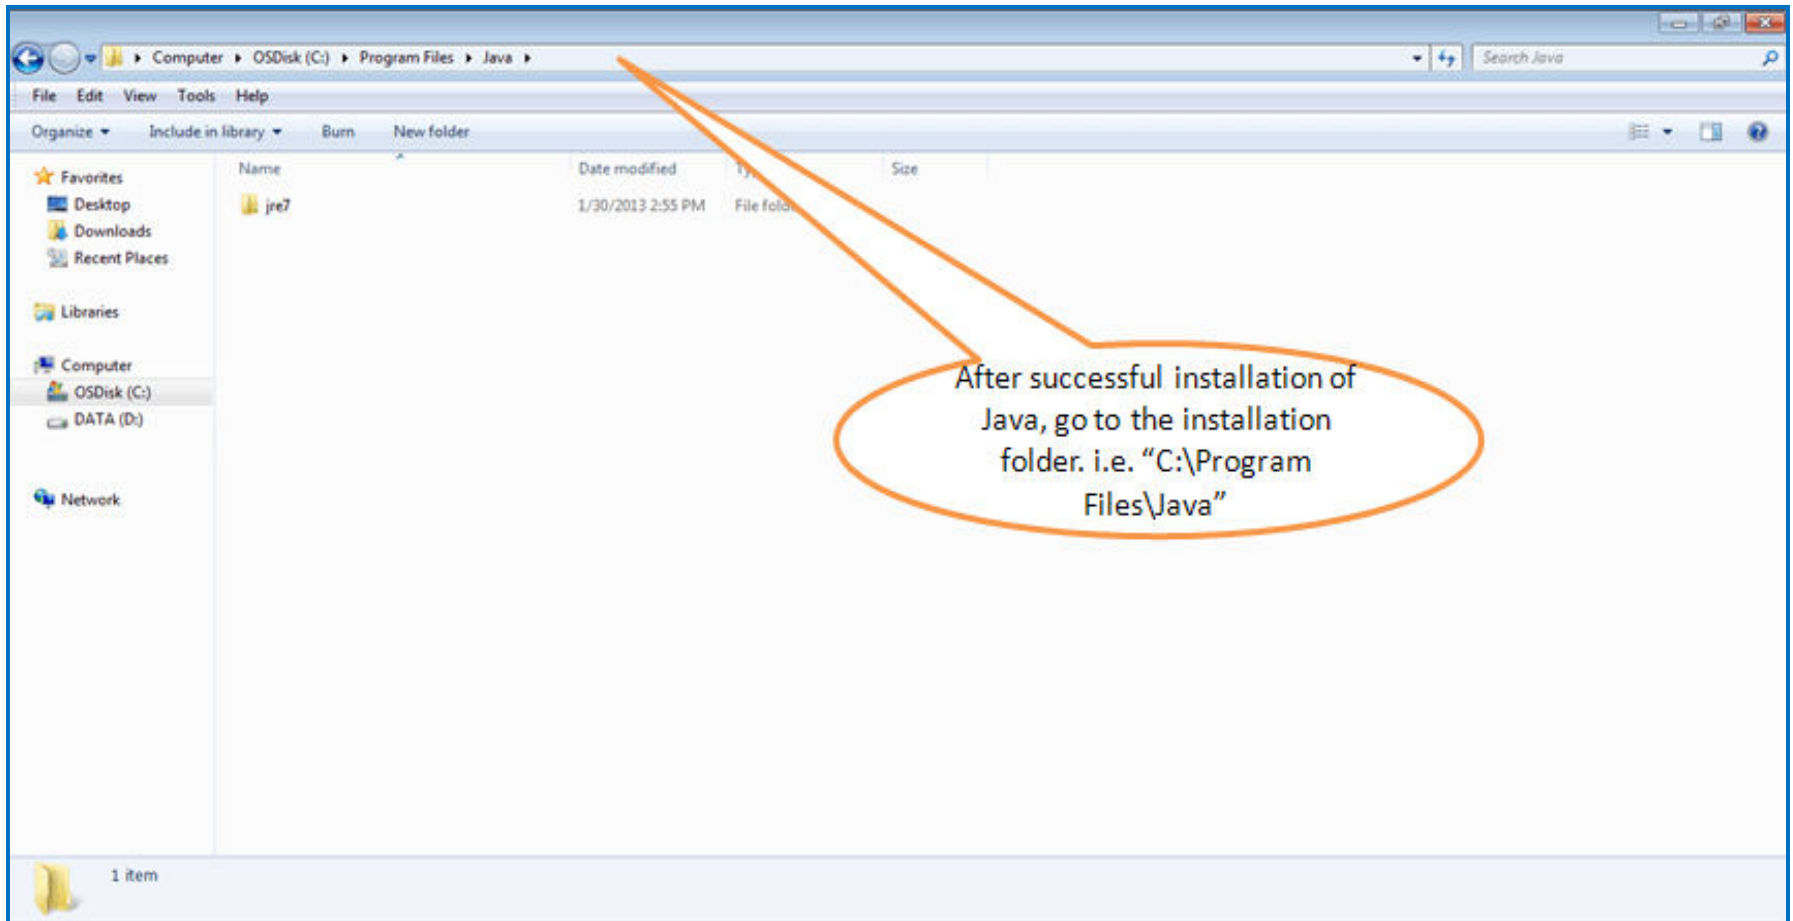 Computer OSDisk (C:) Program Files Java
Search Java
File Edit View Tools Help
Organize Include in library Burn New folder
Favorites
Desktop
Downloads
Recent Places
Libraries
Computer
OSDisk (C:)
DATA (D:)
Network
Name Date modified Size
jre7 1/30/2013 2:55 PM File
After successful installation of
Java, go to the installation
folder. i.e. “C:\Program
Files\Java”
1 item